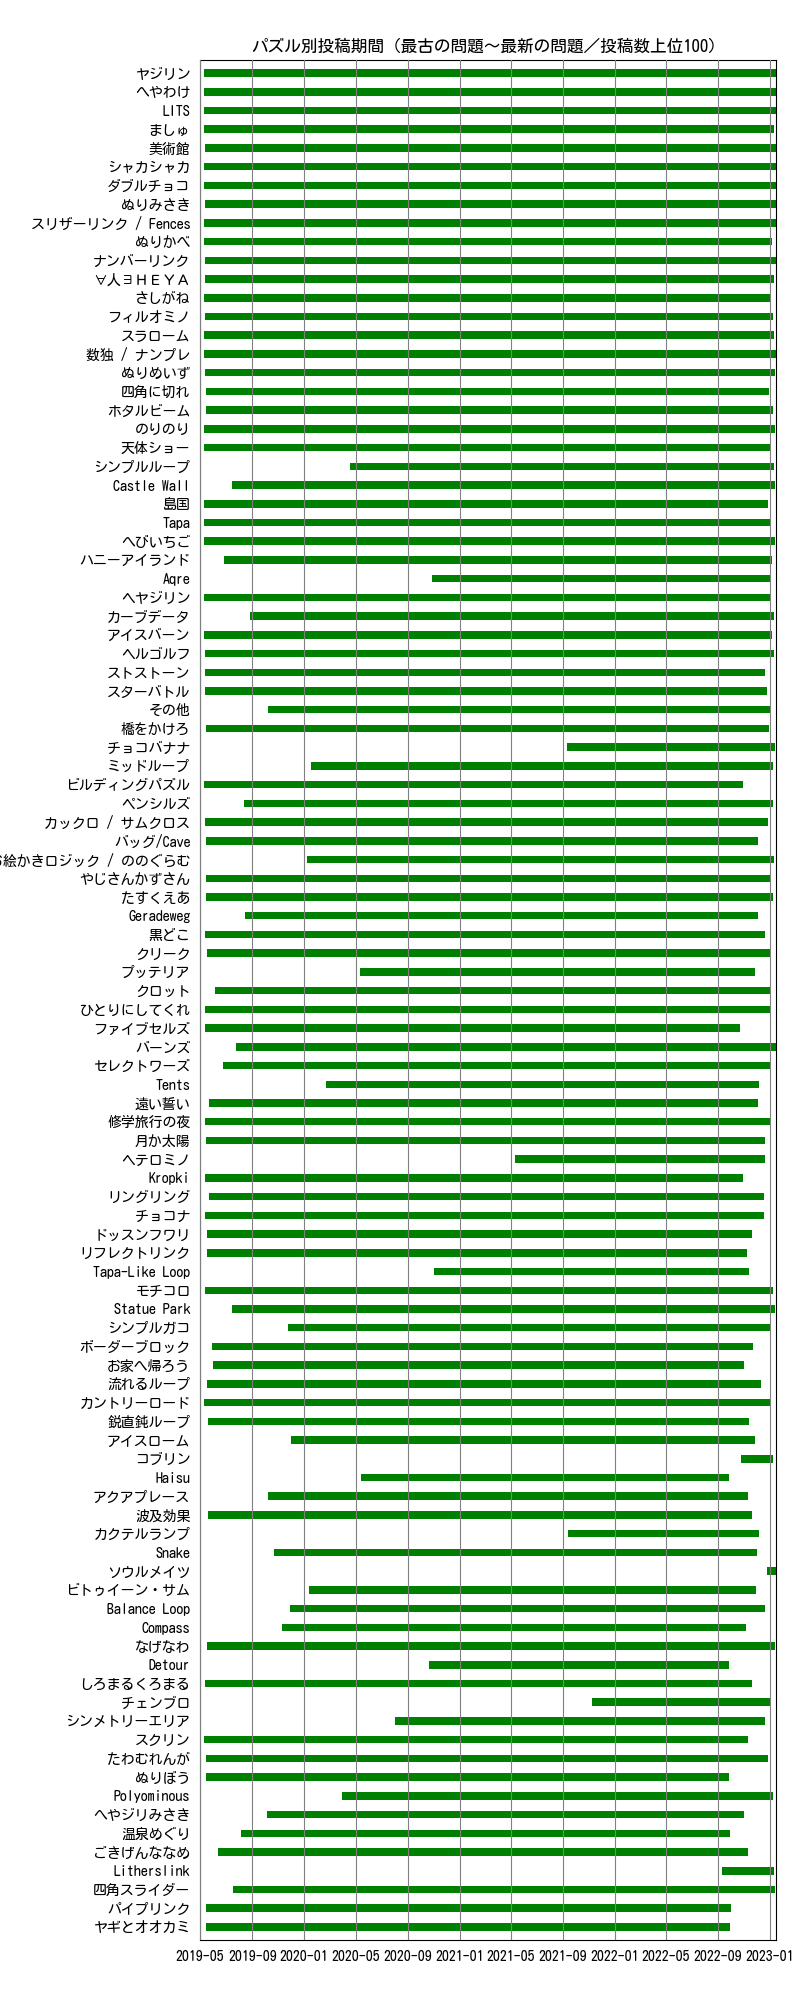 パズル別投稿期間（最古の問題～最新の問題／投稿数上位100）
ヤジリン
へやわけ
LITS
ましゅ
美術館
シャカシャカ
ダブルチョコ
ぬりみさき
スリザーリンク / Fences
ぬりかべ
ナンバーリンク
∀人∃ＨＥＹＡ
さしがね
フィルオミノ
スラローム
数独 / ナンプレ
ぬりめいず
四角に切れ
ホタルビーム
のりのり
天体ショー
シンプルループ
Castle Wall
島国
Tapa
へびいちご
ハニーアイランド
Aqre
ヘヤジリン
カーブデータ
アイスバーン
ヘルゴルフ
ストストーン
スターバトル
その他
橋をかけろ
チョコバナナ
ミッドループ
ビルディングパズル
ペンシルズ
カックロ / サムクロス
バッグ/Cave
絵かきロジック / ののぐらむ
やじさんかずさん
たすくえあ
Geradeweg
黒どこ
クリーク
プッテリア
クロット
ひとりにしてくれ
ファイブセルズ
バーンズ
セレクトワーズ
Tents
遠い誓い
修学旅行の夜
月か太陽
ヘテロミノ
Kropki
リングリング
チョコナ
ドッスンフワリ
リフレクトリンク
Tapa-Like Loop
モチコロ
Statue Park
シンプルガコ
ボーダーブロック
お家へ帰ろう
流れるループ
カントリーロード
鋭直鈍ループ
アイスローム
コブリン
Haisu
アクアプレース
波及効果
カクテルランプ
Snake
ソウルメイツ
ビトゥイーン・サム
Balance Loop
Compass
なげなわ
Detour
しろまるくろまる
チェンブロ
シンメトリーエリア
スクリン
たわむれんが
ぬりぼう
Polyominous
へやジリみさき
温泉めぐり
ごきげんななめ
Litherslink
四角スライダー
パイプリンク
ヤギとオオカミ
2019-05 2019-09 2020-01 2020-05 2020-09 2021-01 2021-05 2021-09 2022-01 2022-05 2022-09 2023-01